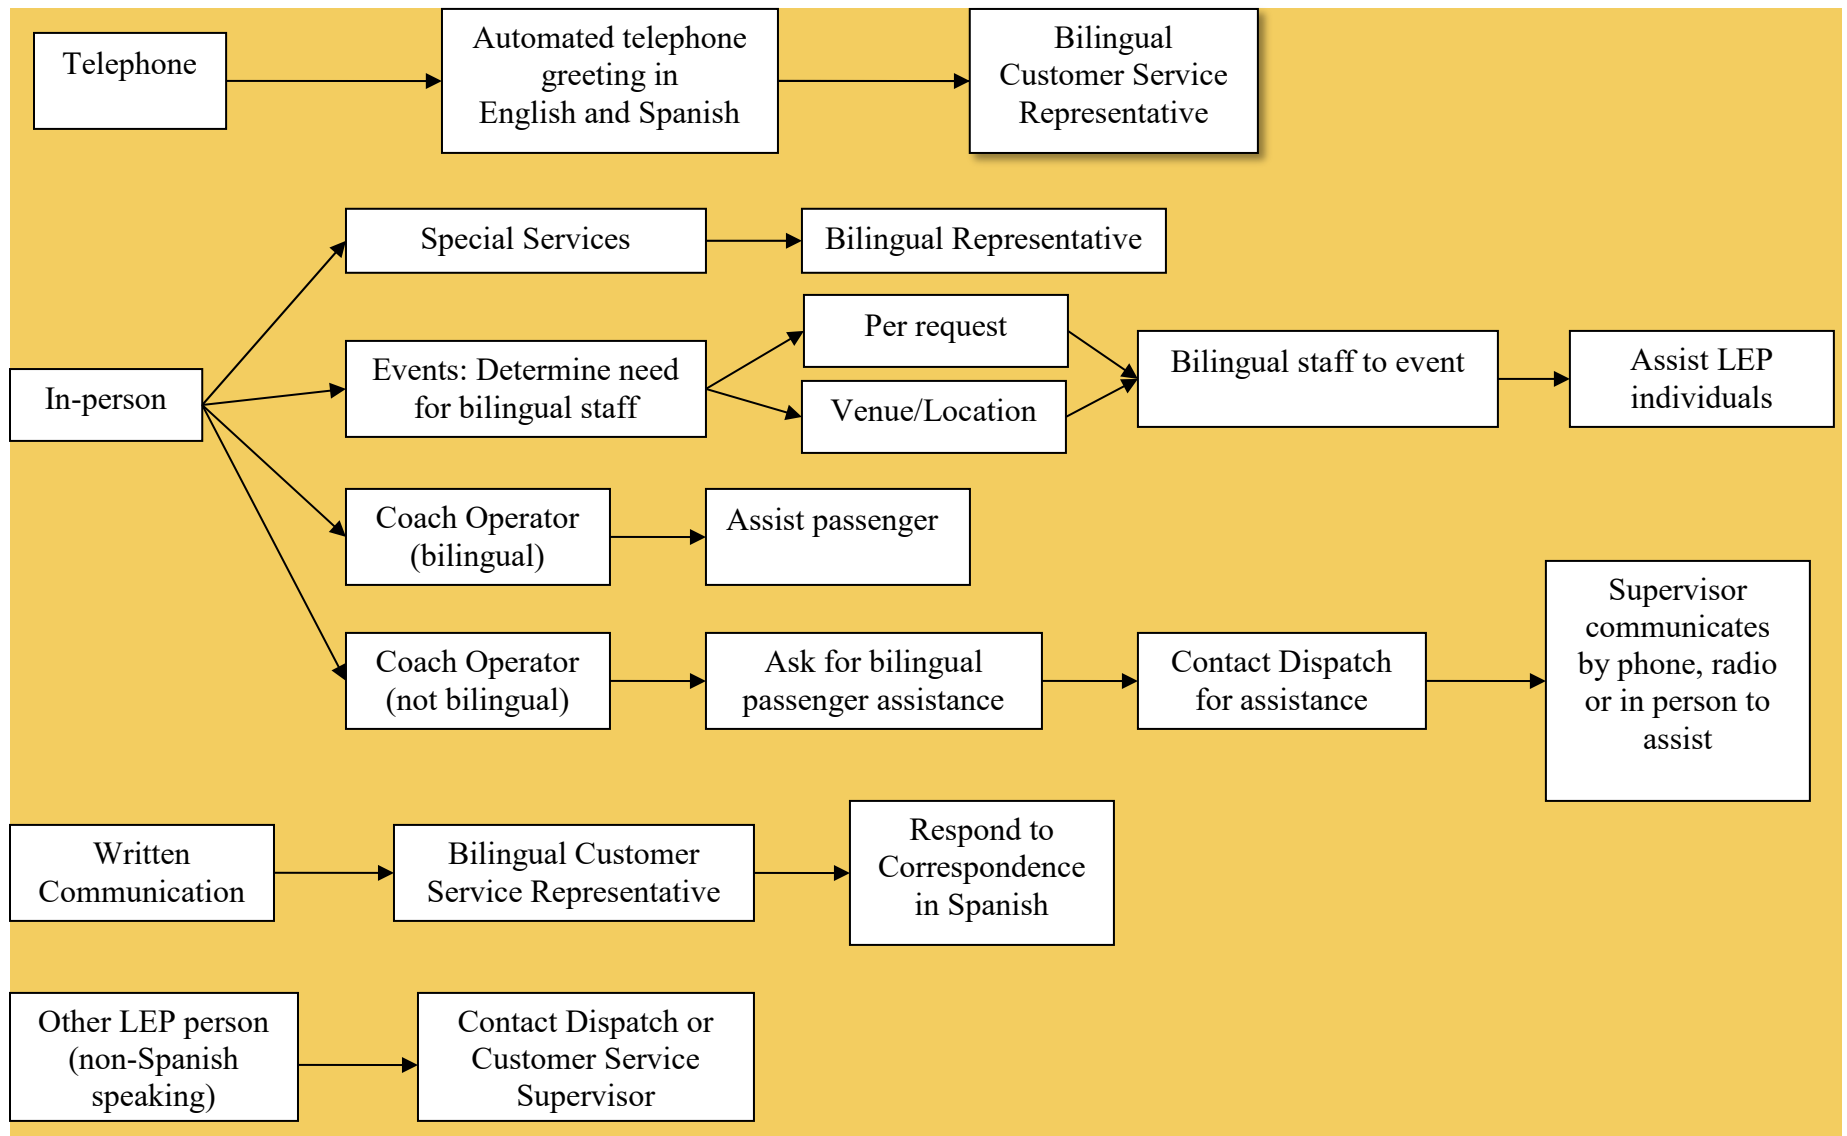 Telephone
Automated telephone
greeting in
English and Spanish
Bilingual
Customer Service
Representative
In-person
Special Services
Bilingual Representative
Events: Determine need
for bilingual staff
Per request
Venue/Location
Bilingual staff to event
Assist LEP
individuals
Coach Operator
(bilingual)
Assist passenger
Coach Operator
(not bilingual)
Ask for bilingual
passenger assistance
Contact Dispatch
for assistance
Supervisor
communicates
by phone, radio
or in person to
assist
Written
Communication
Bilingual Customer
Service Representative
Respond to
Correspondence
in Spanish
Other LEP person
(non-Spanish
speaking)
Contact Dispatch or
Customer Service
Supervisor